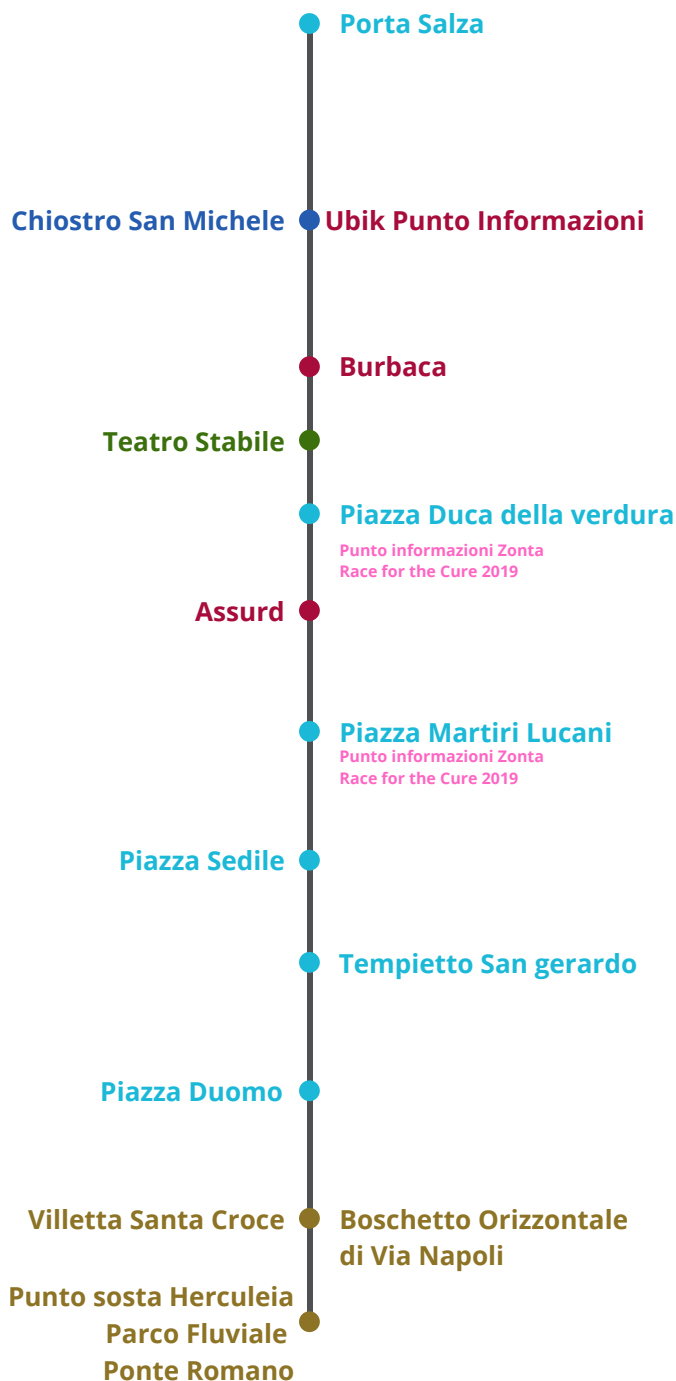 Porta Salza
Chiostro San Michele
Ubik Punto Informazioni
Burbaca
Teatro Stabile
Piazza Duca della verdura
Punto informazioni Zonta
Race for the Cure 2019
Assurd
Piazza Martiri Lucani
Punto informazioni Zonta
Race for the Cure 2019
Piazza Sedile
Tempietto San gerardo
Piazza Duomo
Villetta Santa Croce
Boschetto Orizzontale
di Via Napoli
Punto sosta Herculeia
Parco Fluviale
Ponte Romano